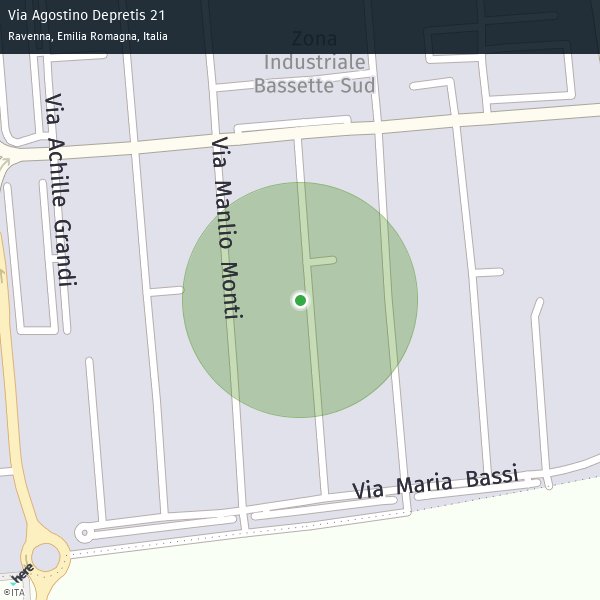 Via Agostino Depretis 21
Ravenna, Emilia Romagna, Italia
Zona
Industriale
Bassette Sud
Via Achille Grandi
Via Manlio Monti
Via Maria Bassi
here
©ITA